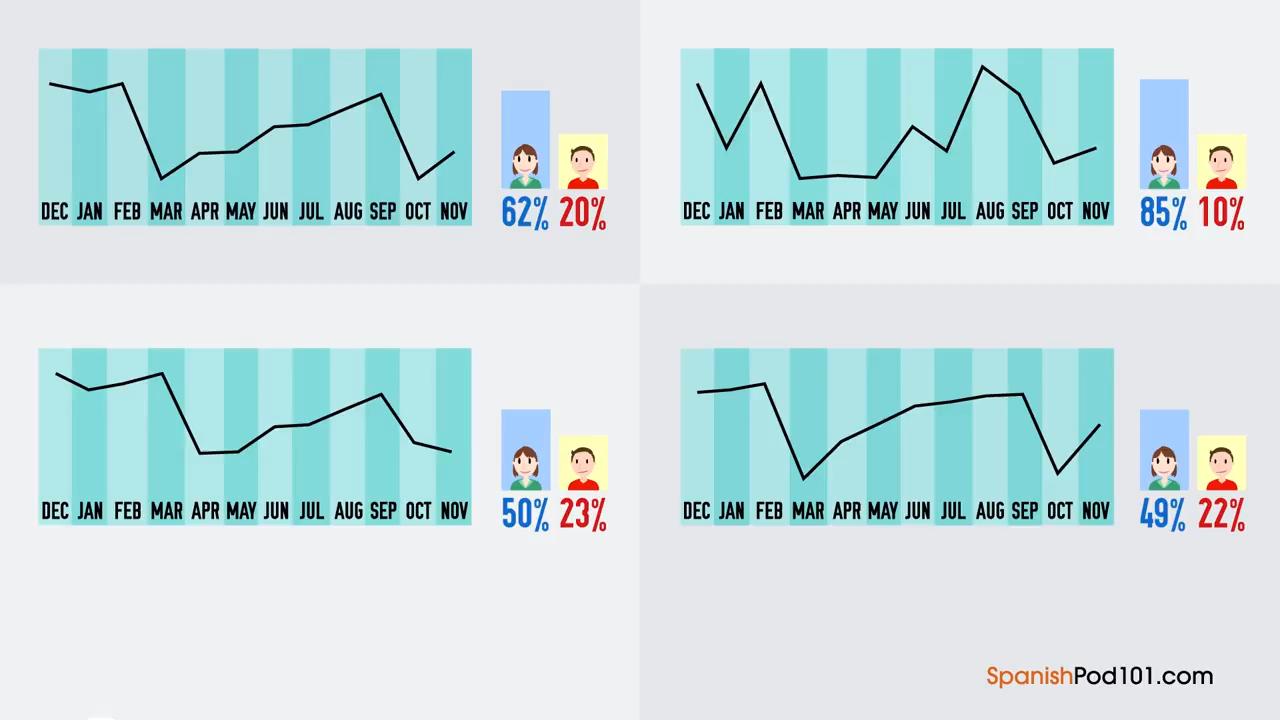 DEC JAN FEB MAR APR MAY JUN JUL AUG SEP OCT NOV
62% 20%
DEC JAN FEB MAR APR MAY JUN JUL AUG SEP OCT NOV
85% 10%
DEC JAN FEB MAR APR MAY JUN JUL AUG SEP OCT NOV
50% 23%
DEC JAN FEB MAR APR MAY JUN JUL AUG SEP OCT NOV
49% 22%
SpanishPod101.com